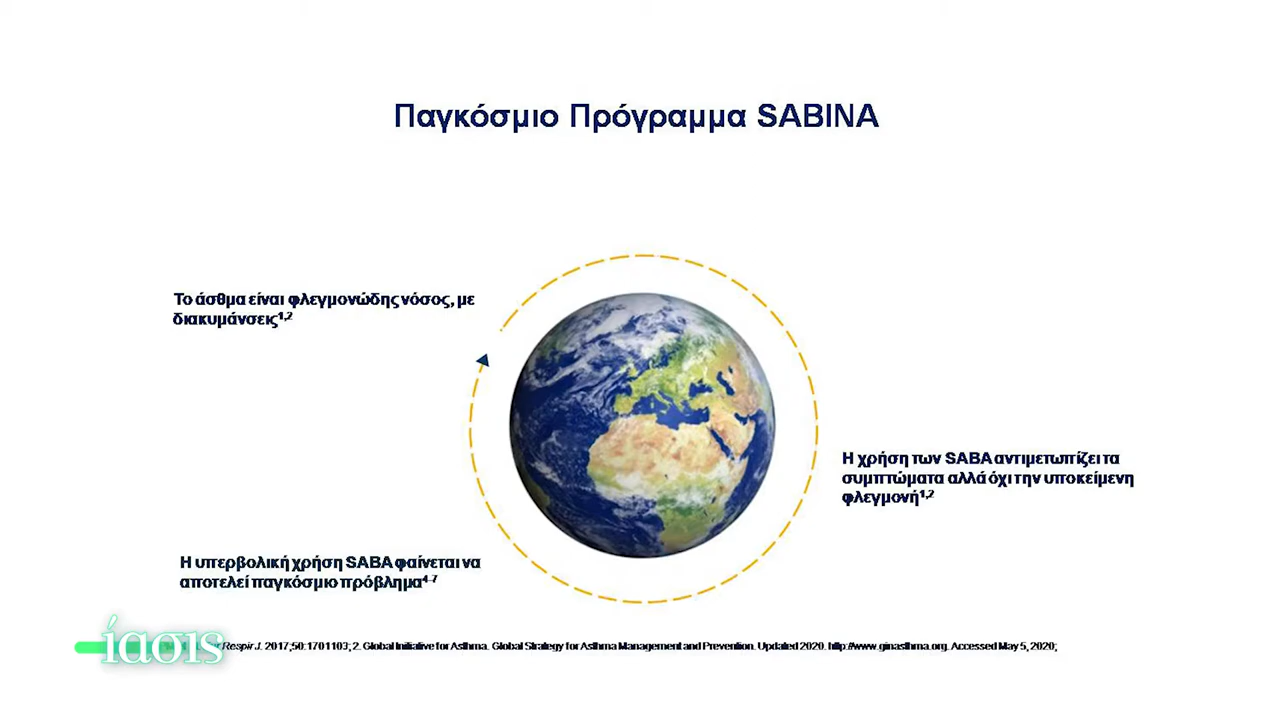 Παγκόσμιο Πρόγραμμα SABINA
Το άσθμα είναι φλεγμονώδης νόσος, με
διακυμάνσεις1,2
Η χρήση των SABA αντιμετωπίζει τα
συμπτώματα αλλά όχι την υποκείμενη
φλεγμονή1,2
Η υπερβολική χρήση SABA φαίνεται να
αποτελεί παγκόσμιο πρόβλημα4-7
ίασις
Respir J. 2017;50:1701103; 2. Global Initiative for Asthma. Global Strategy for Asthma Management and Prevention. Updated 2020. http://www.ginasthma.org. Accessed May 5, 2020;